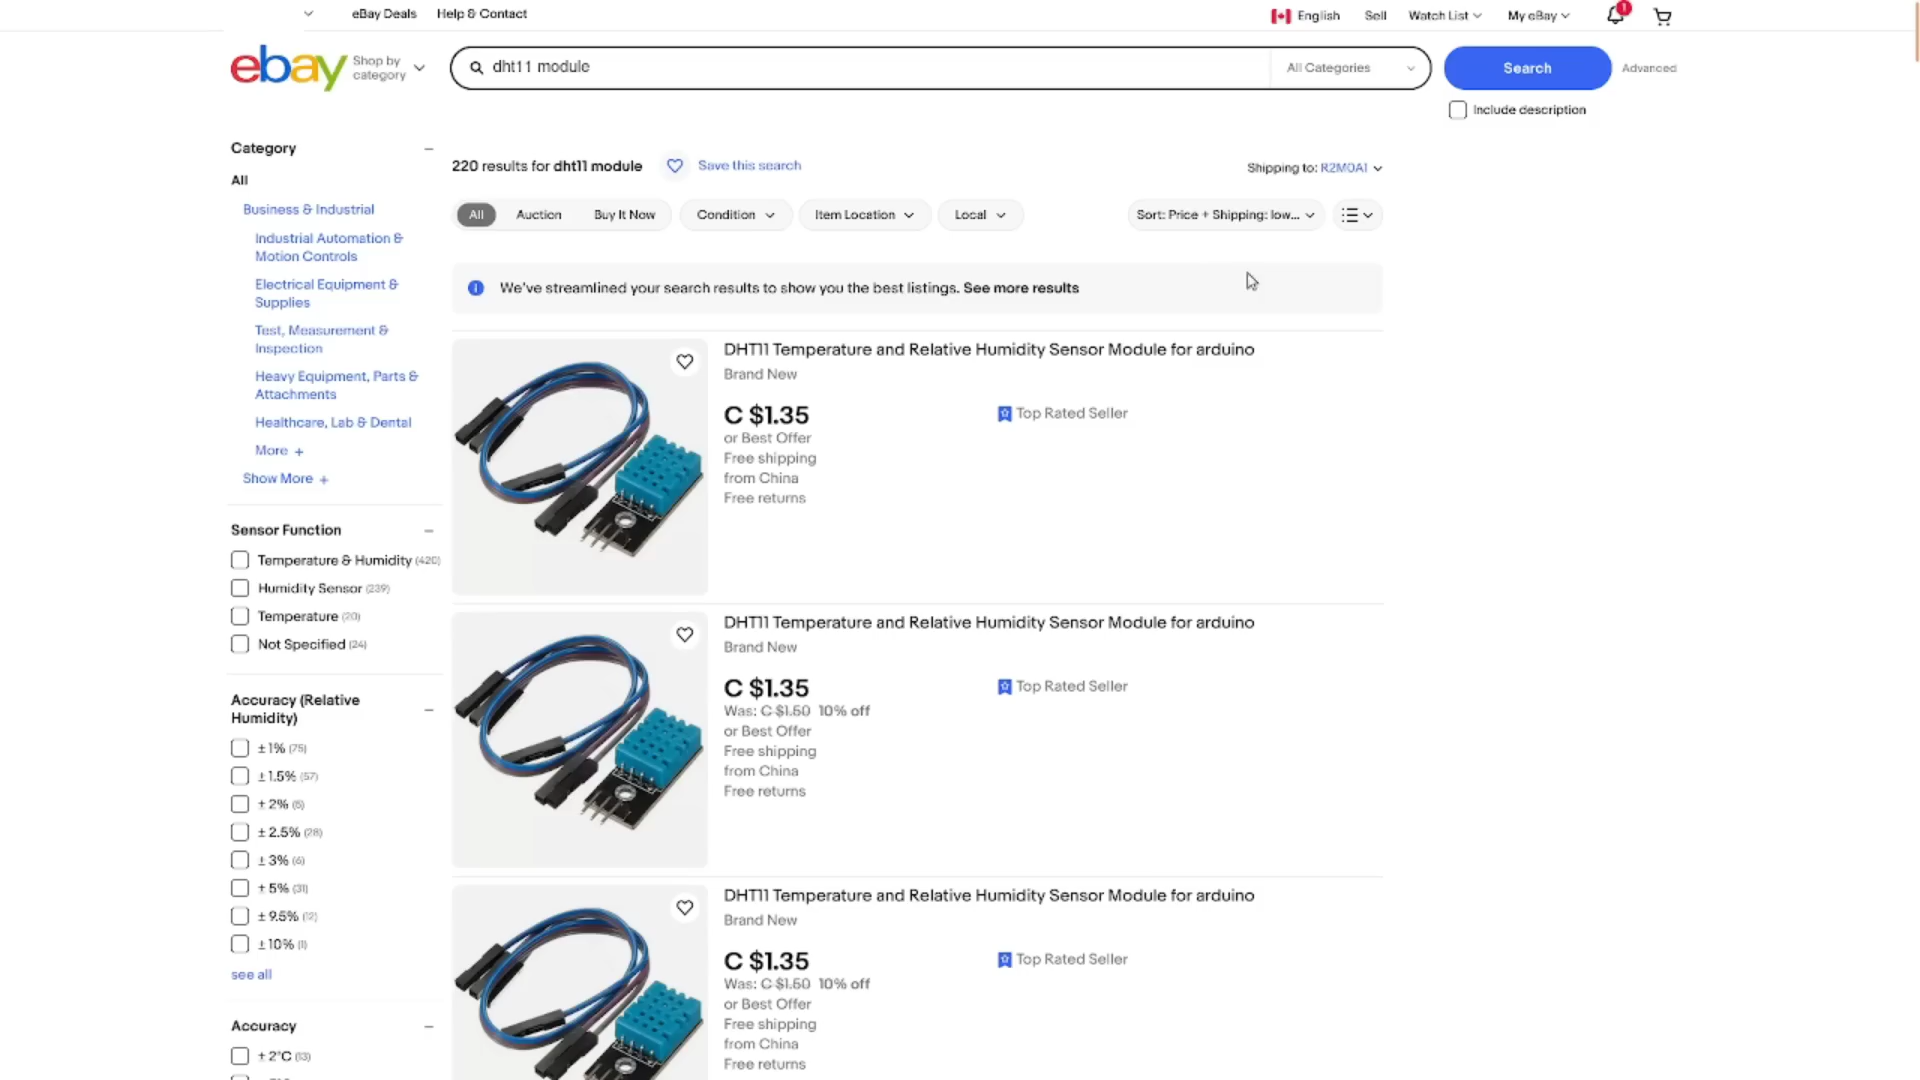 eBay Deals Help & Contact
English Sell Watch List My eBay 1
ebay Shop by category
dht11 module All Categories Search Advanced
Include description
Category
All
Business & Industrial
Industrial Automation &
Motion Controls
Electrical Equipment &
Supplies
Test, Measurement &
Inspection
Heavy Equipment, Parts &
Attachments
Healthcare, Lab & Dental
More +
Show More +
Sensor Function
Temperature & Humidity (420)
Humidity Sensor (239)
Temperature (20)
Not Specified (24)
Accuracy (Relative
Humidity)
± 1% (75)
± 1.5% (57)
± 2%
± 2.5% (28)
± 3%
± 5% (31)
± 9.5% (12)
± 10% (1)
see all
Accuracy
± 2°C (13)
220 results for dht11 module Save this search
Shipping to: R2M0A1
All Auction Buy It Now Condition Item Location Local Sort: Price + Shipping: low...
We've streamlined your search results to show you the best listings. See more results
DHT11 Temperature and Relative Humidity Sensor Module for arduino
Brand New
C $1.35 Top Rated Seller
or Best Offer
Free shipping
from China
Free returns
DHT11 Temperature and Relative Humidity Sensor Module for arduino
Brand New
C $1.35 Top Rated Seller
Was: C $1.50 10% off
or Best Offer
Free shipping
from China
Free returns
DHT11 Temperature and Relative Humidity Sensor Module for arduino
Brand New
C $1.35 Top Rated Seller
Was: C $1.50 10% off
or Best Offer
Free shipping
from China
Free returns